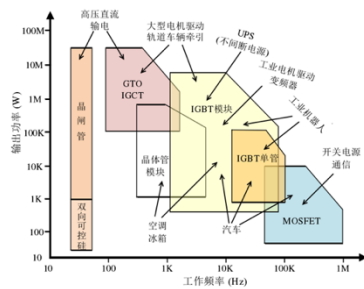 高压直流
输电
大型电机驱动
轨道车辆牵引
UPS
(不间断电源)
工业电机驱动
变频器
工业机器人
开关电源
通信
100M
10M
1M
100K
10K
1K
100
10
输出功率 (W)
晶闸管
双向可控硅
GTO
IGCT
晶体管
模块
IGBT模块
IGBT单管
MOSFET
空调
冰箱
汽车
10
100
1K
10K
100K
1M
工作频率 (Hz)